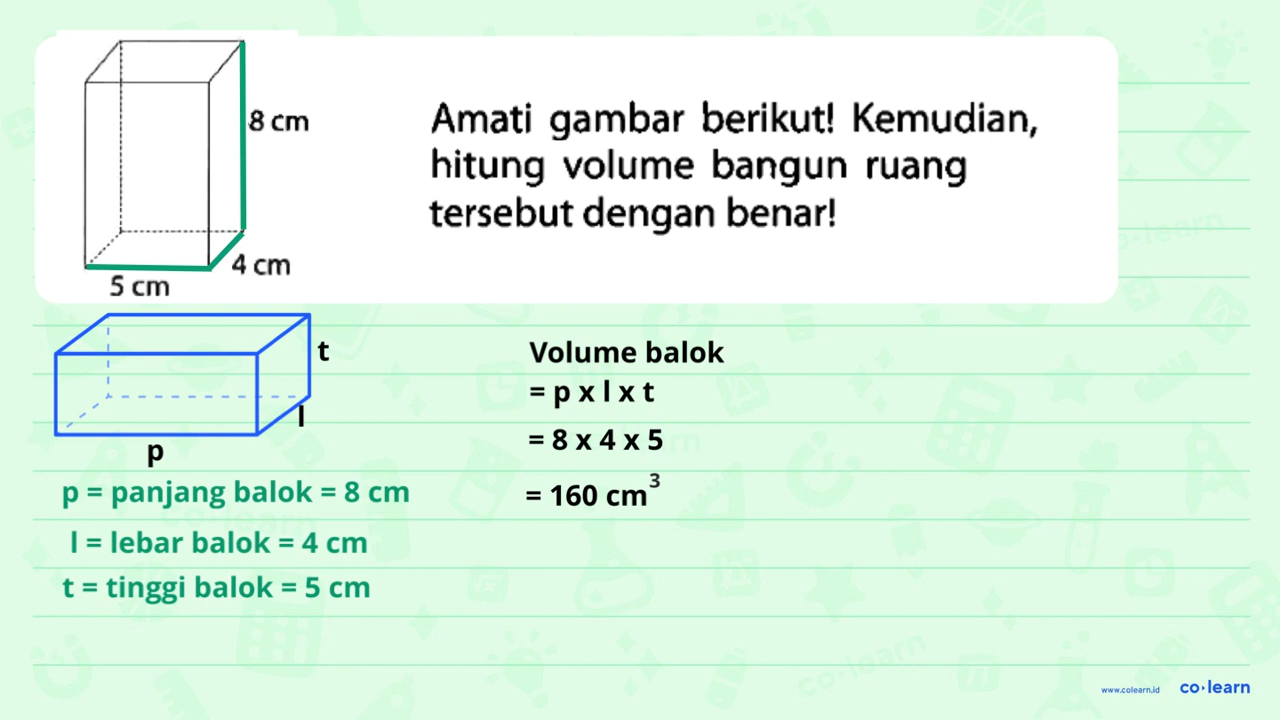 8 cm
4 cm
5 cm
Amati gambar berikut! Kemudian,
hitung volume bangun ruang
tersebut dengan benar!
t
l
p
p = panjang balok = 8 cm
l = lebar balok = 4 cm
t = tinggi balok = 5 cm
Volume balok
= p x l x t
= 8 x 4 x 5
= 160 cm³
www.colearn.id
co·learn